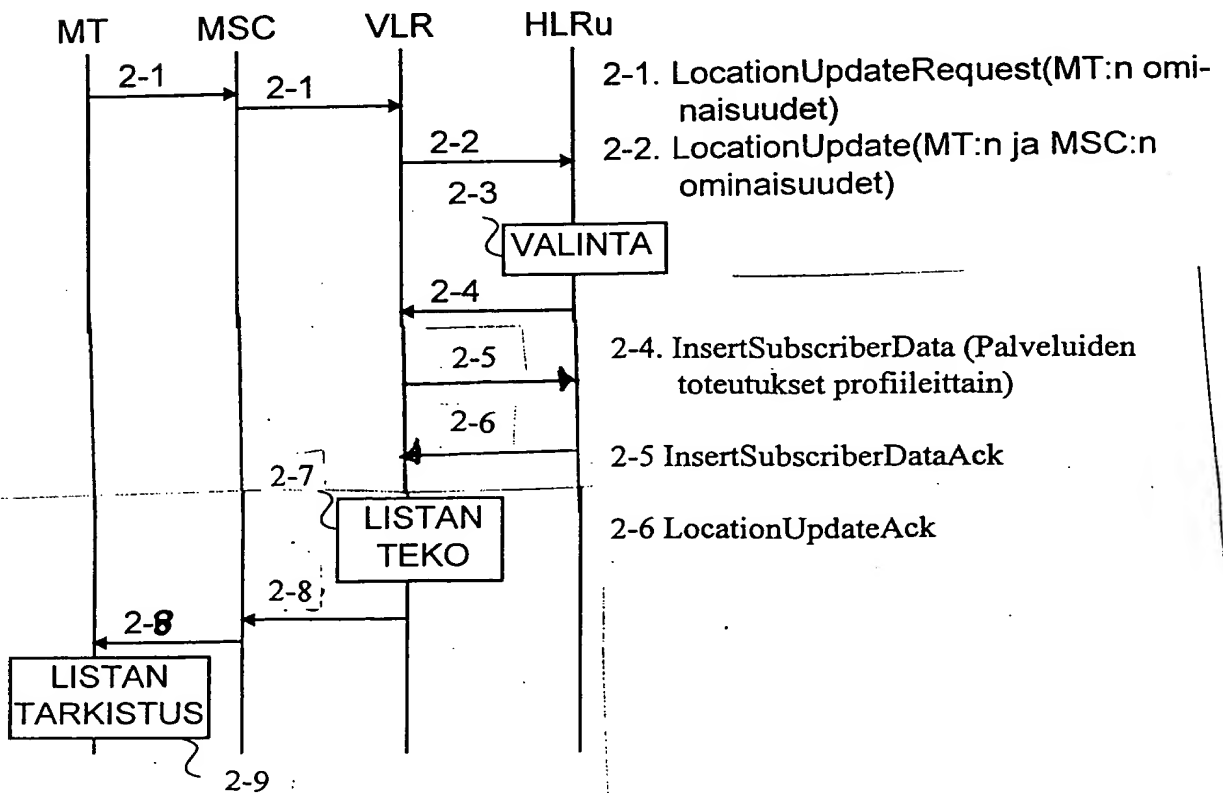 MT MSC VLR HLRu
2-1 2-1
2-1. LocationUpdateRequest(MT:n omi-
naisuudet)
2-2
2-2. LocationUpdate(MT:n ja MSC:n
ominaisuudet)
2-3
VALINTA
2-4
2-4. InsertSubscriberData (Palveluiden
toteutukset profiileittain)
2-5
2-6
2-5 InsertSubscriberDataAck
2-7
LISTAN
TEKO
2-6 LocationUpdateAck
2-8
2-8
LISTAN
TARKISTUS
2-9